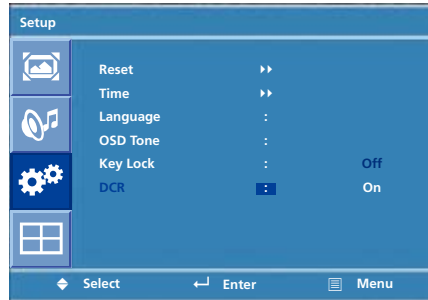 Setup
Reset
Time
Language :
OSD Tone :
Key Lock : Off
DCR : On
Select Enter Menu